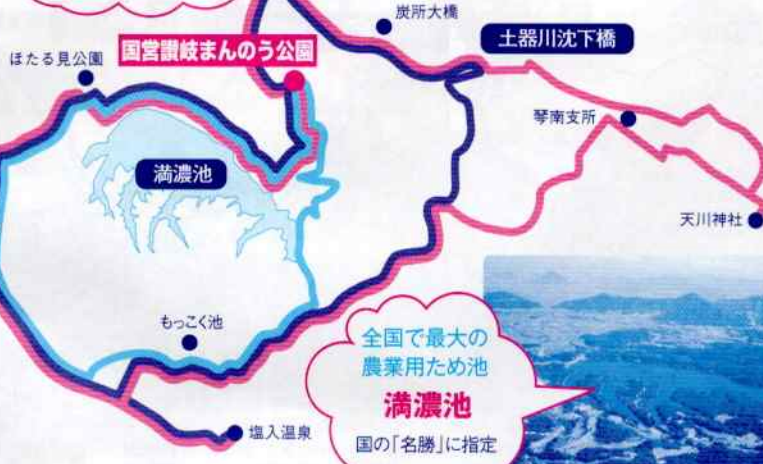 炭所大橋
土器川沈下橋
ほたる見公園
国営讃岐まんのう公園
琴南支所
満濃池
天川神社
もっこく池
全国で最大の
農業用ため池
満濃池
国の「名勝」に指定
塩入温泉